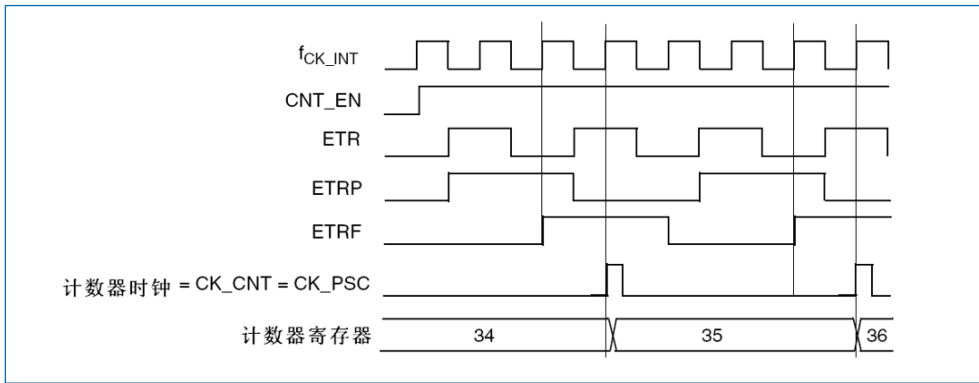 fCK_INT
CNT_EN
ETR
ETRP
ETRF
计数器时钟 = CK_CNT = CK_PSC
计数器寄存器 34 35 36